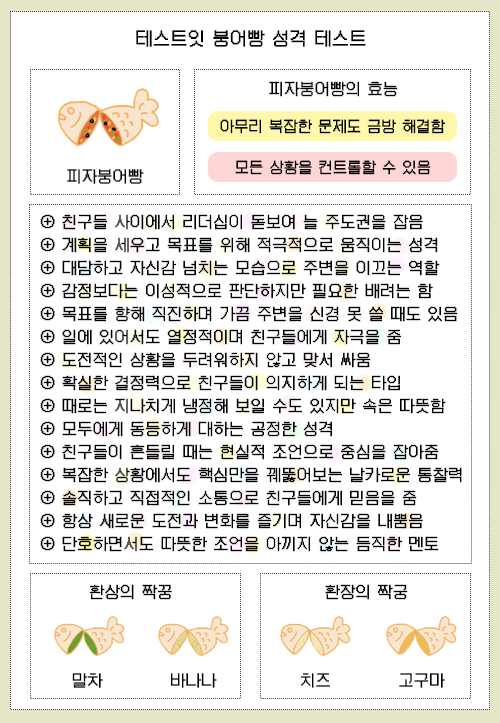 테스트잇 붕어빵 성격 테스트
피자붕어빵
피자붕어빵의 효능
아무리 복잡한 문제도 금방 해결함
모든 상황을 컨트롤할 수 있음
⊕ 친구들 사이에서 리더십이 돋보여 늘 주도권을 잡음
⊕ 계획을 세우고 목표를 위해 적극적으로 움직이는 성격
⊕ 대담하고 자신감 넘치는 모습으로 주변을 이끄는 역할
⊕ 감정보다는 이성적으로 판단하지만 필요한 배려는 함
⊕ 목표를 향해 직진하며 가끔 주변을 신경 못 쓸 때도 있음
⊕ 일에 있어서도 열정적이며 친구들에게 자극을 줌
⊕ 도전적인 상황을 두려워하지 않고 맞서 싸움
⊕ 확실한 결정력으로 친구들이 의지하게 되는 타입
⊕ 때로는 지나치게 냉정해 보일 수도 있지만 속은 따뜻함
⊕ 모두에게 동등하게 대하는 공정한 성격
⊕ 친구들이 흔들릴 때는 현실적 조언으로 중심을 잡아줌
⊕ 복잡한 상황에서도 핵심만을 꿰뚫어보는 날카로운 통찰력
⊕ 솔직하고 직접적인 소통으로 친구들에게 믿음을 줌
⊕ 항상 새로운 도전과 변화를 즐기며 자신감을 내뿜음
⊕ 단호하면서도 따뜻한 조언을 아끼지 않는 듬직한 멘토
환상의 짝꿍
말차
바나나
환장의 짝궁
치즈
고구마